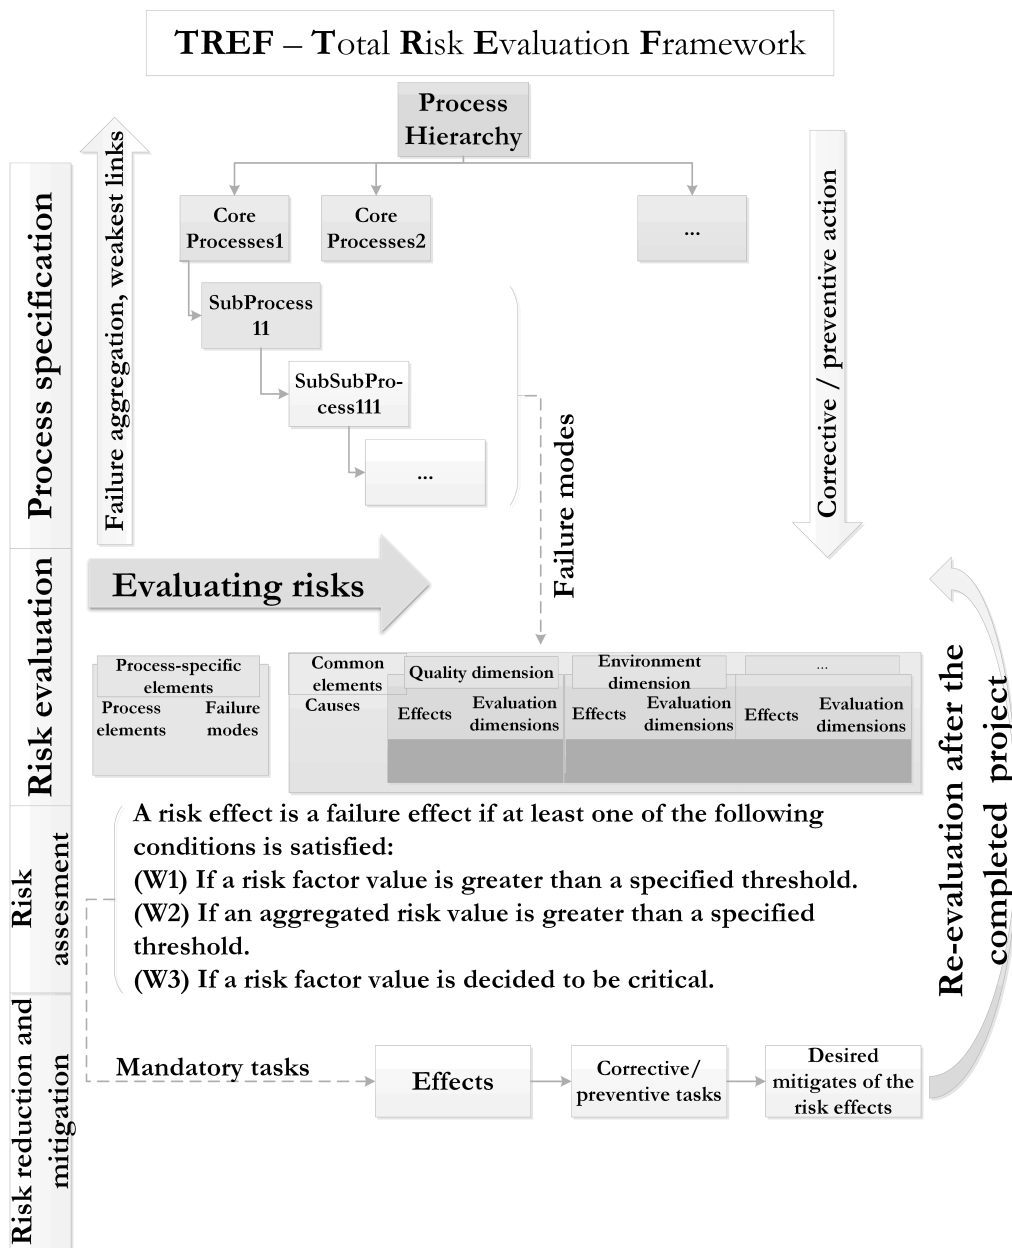 TREF – Total Risk Evaluation Framework
Process
Hierarchy
Core
Processes1
Core
Processes2
...
SubProcess
11
SubSubPro-
cess111
...
Process specification
Failure aggregation, weakest links
Corrective / preventive action
Failure modes
Risk evaluation
Evaluating risks
Process-specific
elements
Process
elements
Failure
modes
Common
elements
Causes
Quality dimension
Effects
Evaluation
dimensions
Environment
dimension
Effects
Evaluation
dimensions
...
Effects
Evaluation
dimensions
Re-evaluation after the
completed project
Risk
assesment
A risk effect is a failure effect if at least one of the following
conditions is satisfied:
(W1) If a risk factor value is greater than a specified threshold.
(W2) If an aggregated risk value is greater than a specified
threshold.
(W3) If a risk factor value is decided to be critical.
Risk reduction and
mitigation
Mandatory tasks
Effects
Corrective/
preventive tasks
Desired
mitigates of the
risk effects